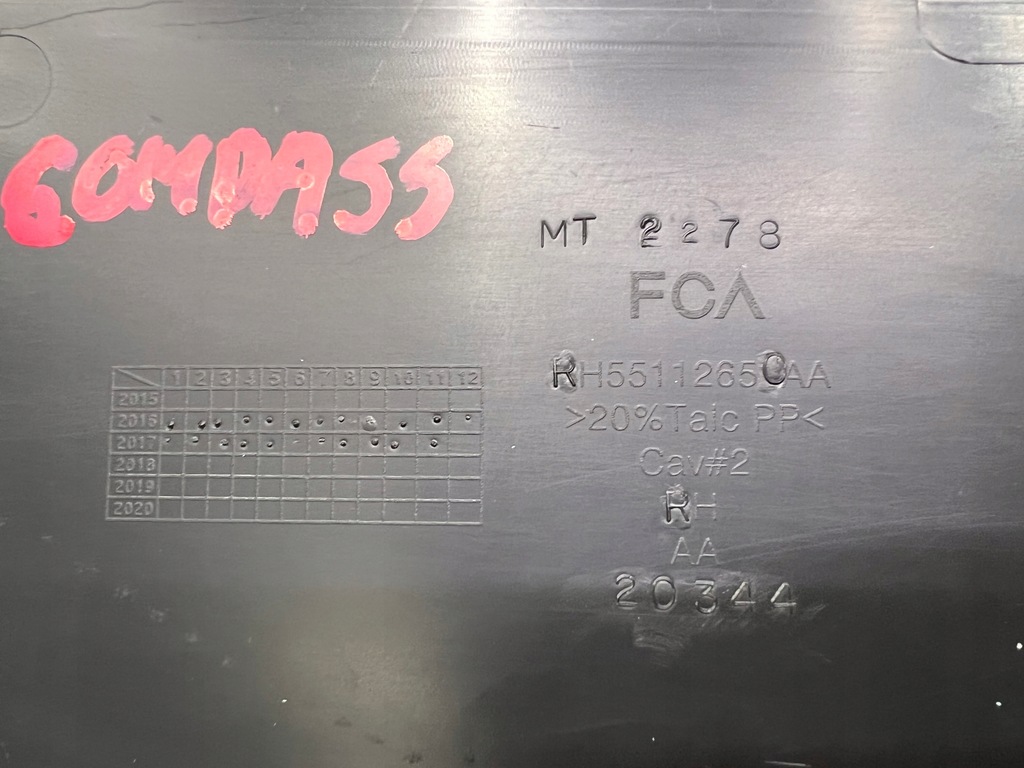 COMPASS
MT 2278
FCA
RH55112650AA
>20%Talc PP<
Cav#2
RH
AA
20344
1 2 3 4 5 6 7 8 9 10 11 12
2015
2016
2017
2018
2019
2020